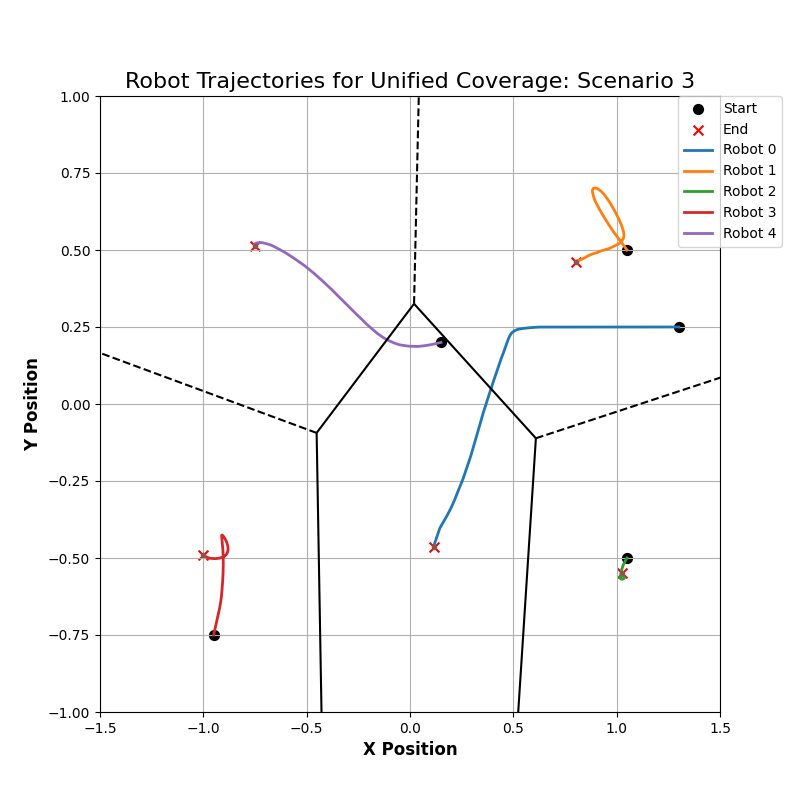 Robot Trajectories for Unified Coverage: Scenario 3
Start
End
Robot 0
Robot 1
Robot 2
Robot 3
Robot 4
1.00
0.75
0.50
0.25
0.00
−0.25
−0.50
−0.75
−1.00
Y Position
−1.5 −1.0 −0.5 0.0 0.5 1.0 1.5
X Position